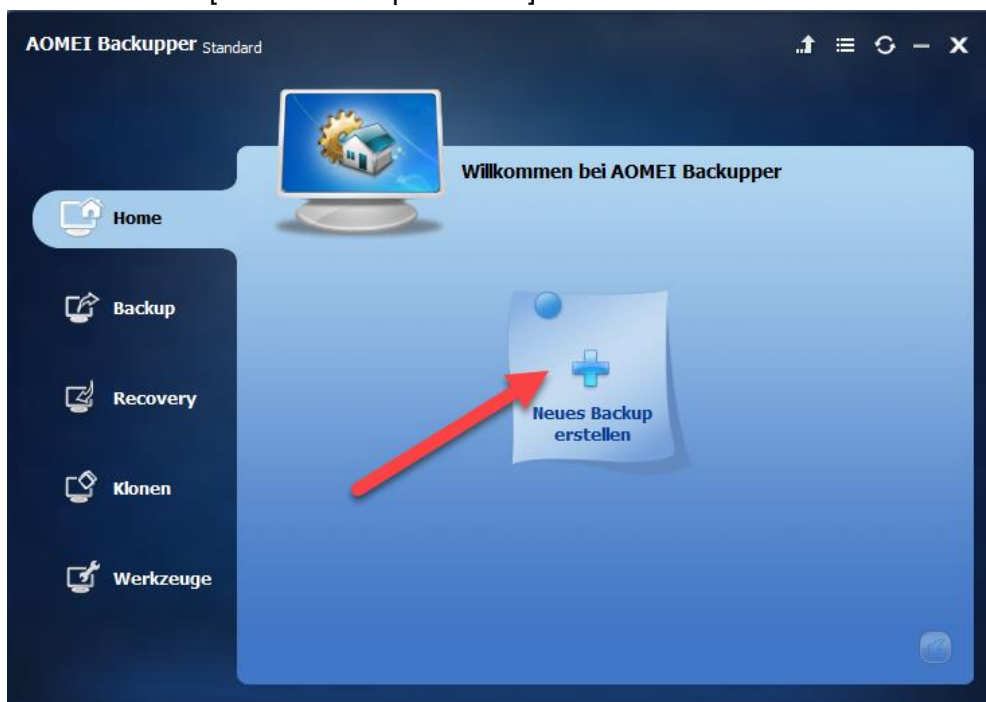 AOMEI Backupper Standard
Willkommen bei AOMEI Backupper
Home
Backup
Recovery
Klonen
Werkzeuge
Neues Backup
erstellen